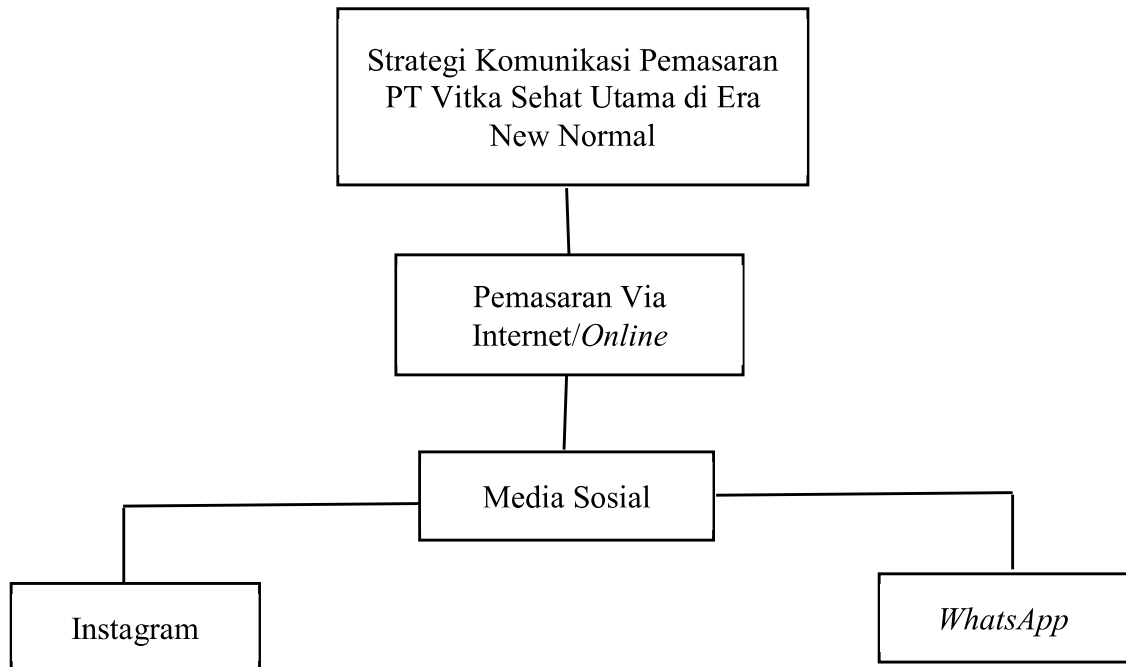 Strategi Komunikasi Pemasaran
PT Vitka Sehat Utama di Era
New Normal
Pemasaran Via
Internet/Online
Media Sosial
Instagram
WhatsApp